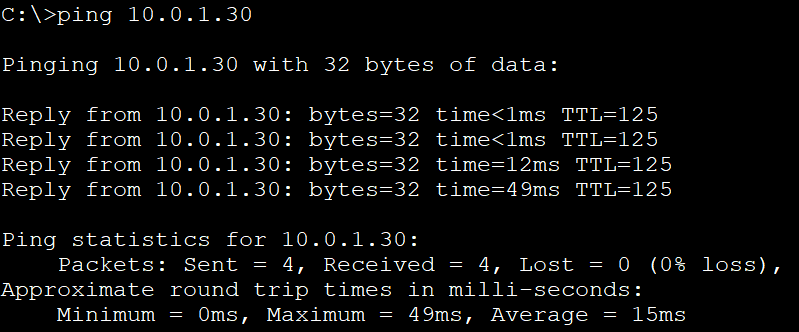 C:\>ping 10.0.1.30
Pinging 10.0.1.30 with 32 bytes of data:
Reply from 10.0.1.30: bytes=32 time<1ms TTL=125
Reply from 10.0.1.30: bytes=32 time<1ms TTL=125
Reply from 10.0.1.30: bytes=32 time=12ms TTL=125
Reply from 10.0.1.30: bytes=32 time=49ms TTL=125
Ping statistics for 10.0.1.30:
    Packets: Sent = 4, Received = 4, Lost = 0 (0% loss),
Approximate round trip times in milli-seconds:
    Minimum = 0ms, Maximum = 49ms, Average = 15ms